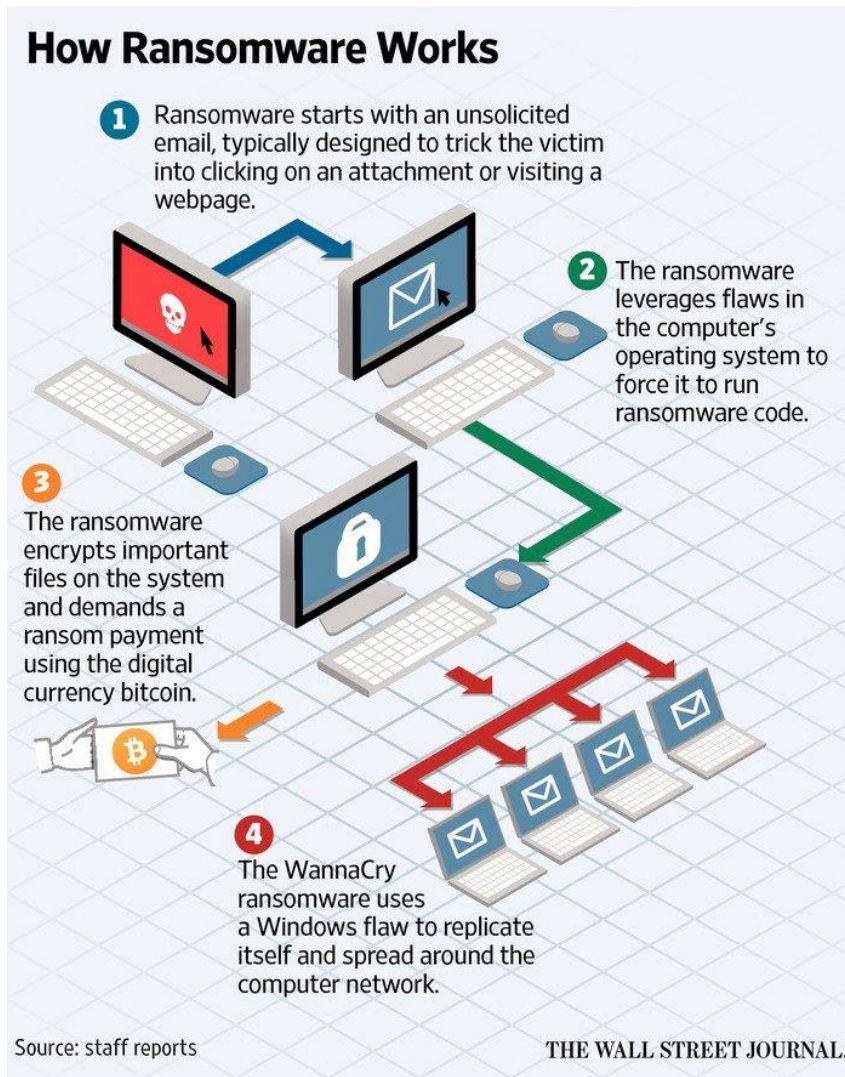 How Ransomware Works
1
Ransomware starts with an unsolicited
email, typically designed to trick the victim
into clicking on an attachment or visiting a
webpage.
2
The ransomware
leverages flaws in
the computer's
operating system to
force it to run
ransomware code.
3
The ransomware
encrypts important
files on the system
and demands a
ransom payment
using the digital
currency bitcoin.
4
The WannaCry
ransomware uses
a Windows flaw to replicate
itself and spread around the
computer network.
Source: staff reports
THE WALL STREET JOURNAL.